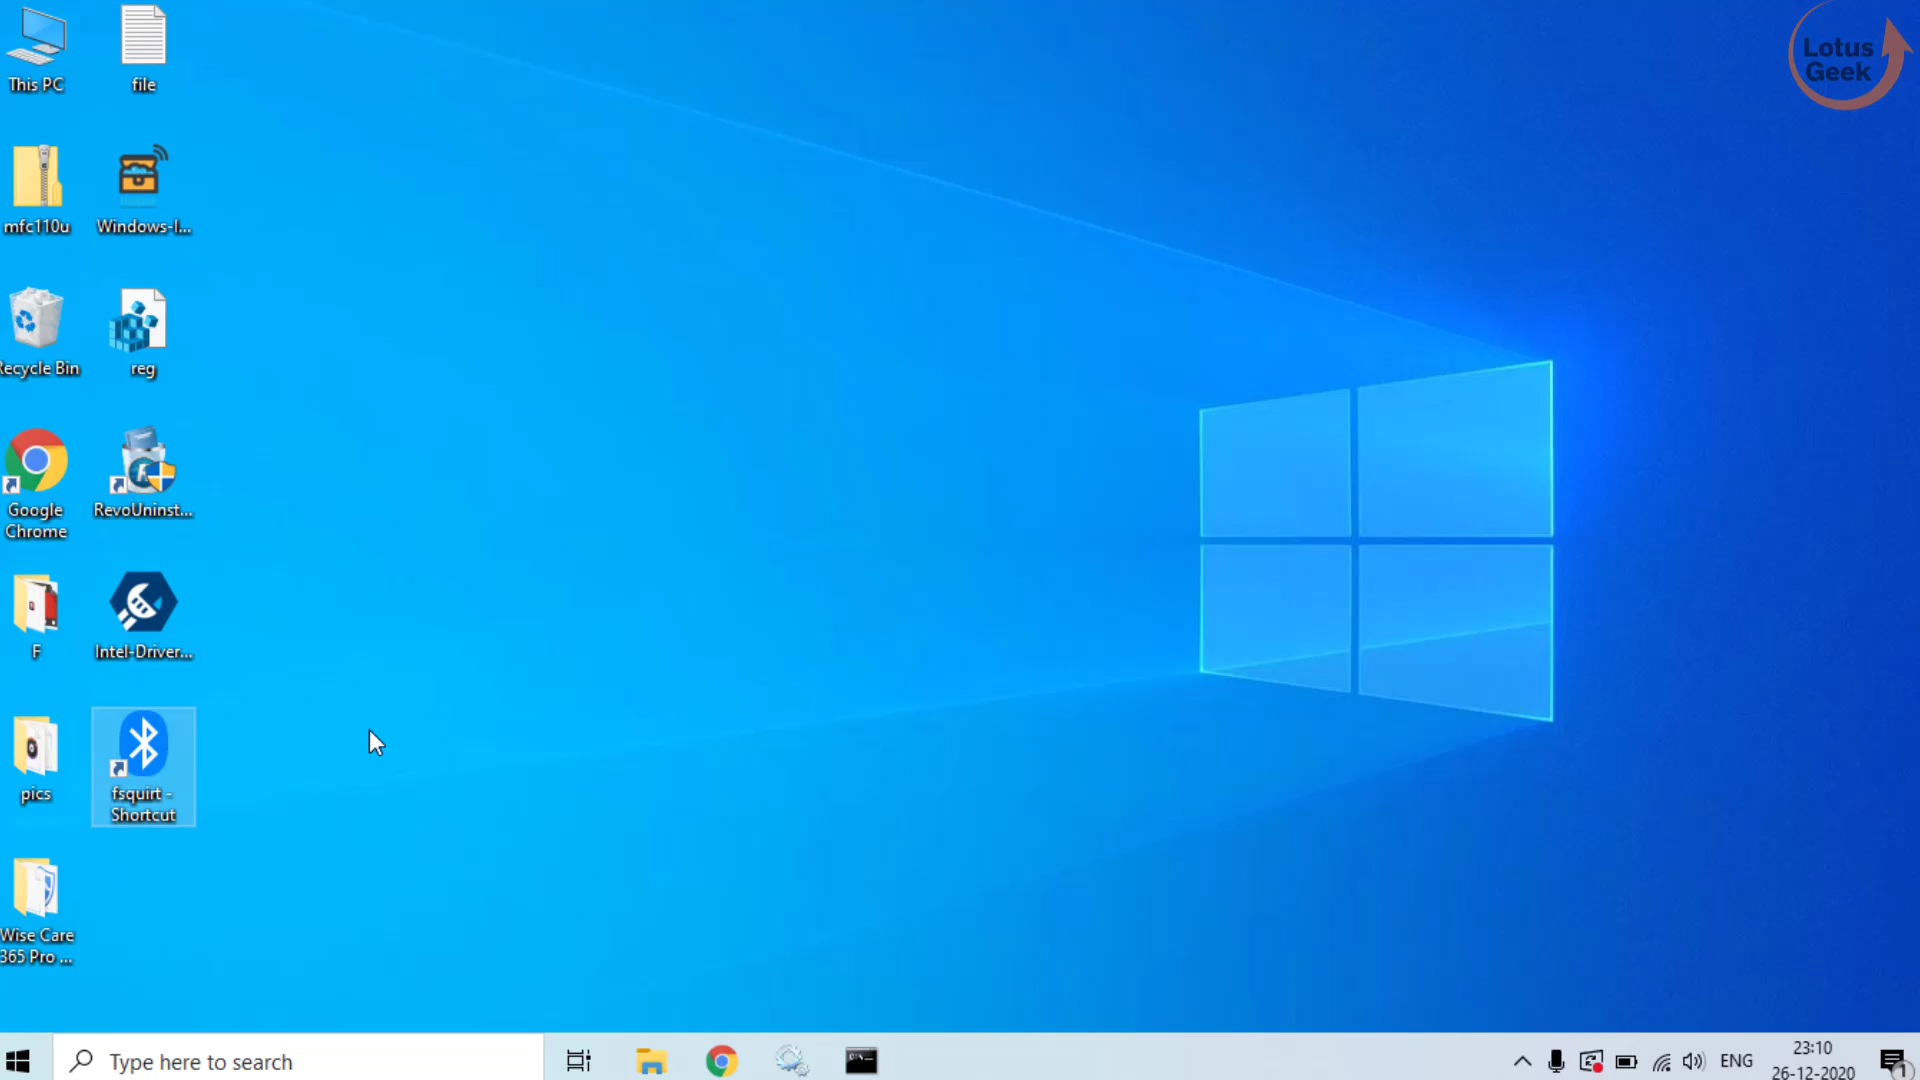 This PC
file
Lotus
Geek
mfc110u
Windows-I...
Recycle Bin
reg
Google
Chrome
RevoUninst...
F
Intel-Driver...
pics
fsquirt -
Shortcut
Wise Care
365 Pro ...
Type here to search
ENG
23:10
26-12-2020
1